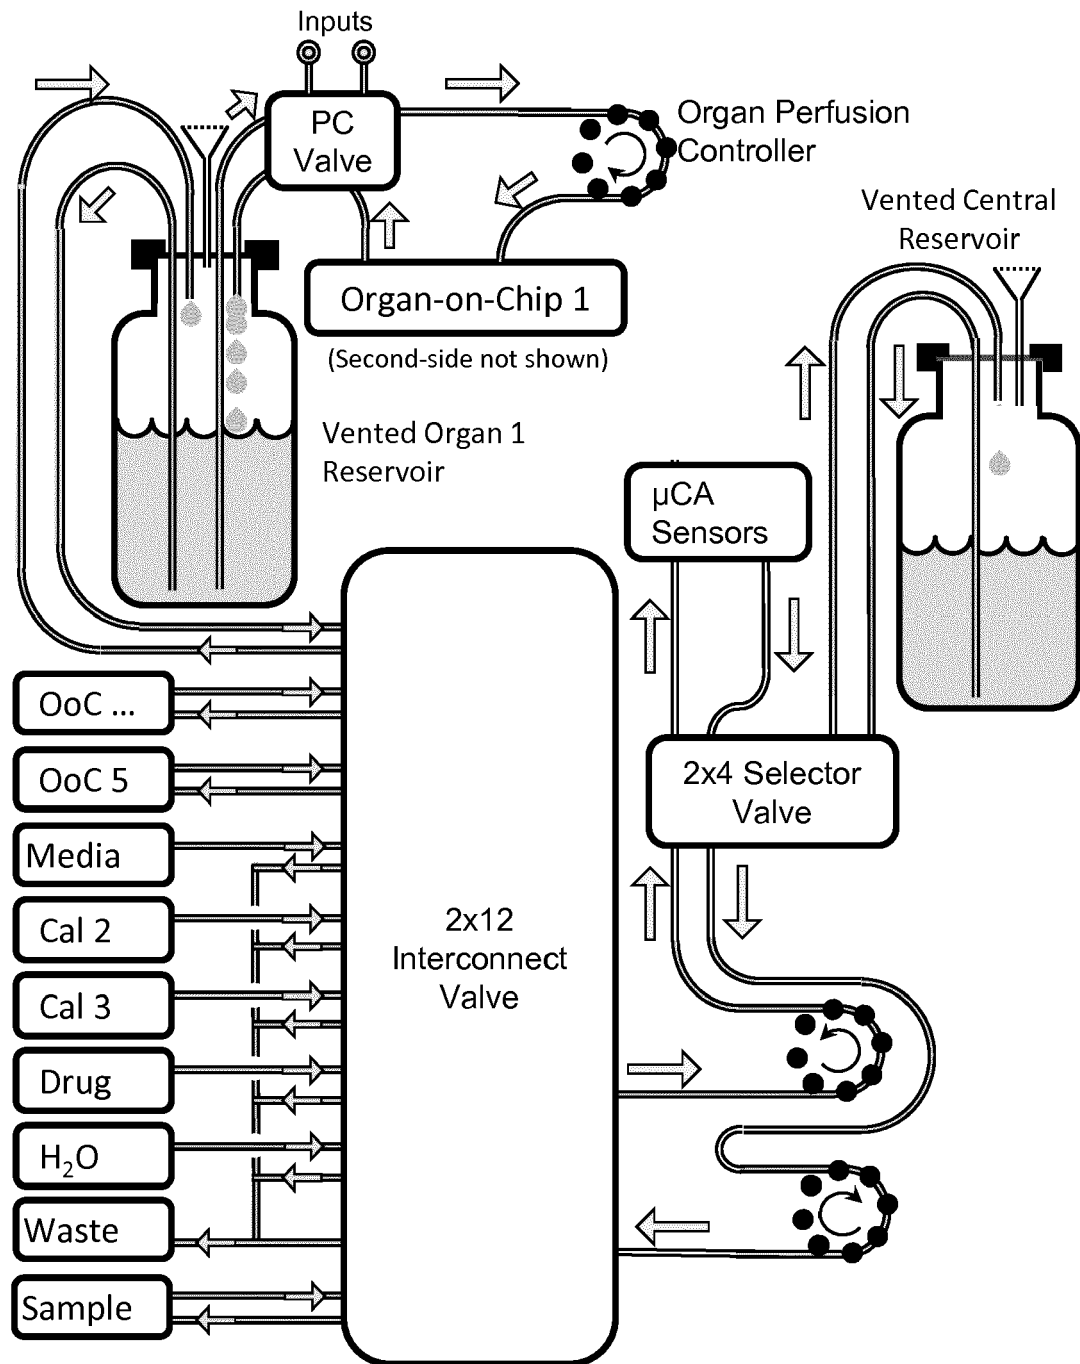 Inputs
PC
Valve
Organ Perfusion
Controller
Vented Central
Reservoir
Organ-on-Chip 1
(Second-side not shown)
Vented Organ 1
Reservoir
µCA
Sensors
OoC ...
OoC 5
2x4 Selector
Valve
Media
Cal 2
2x12
Interconnect
Valve
Cal 3
Drug
H₂O
Waste
Sample